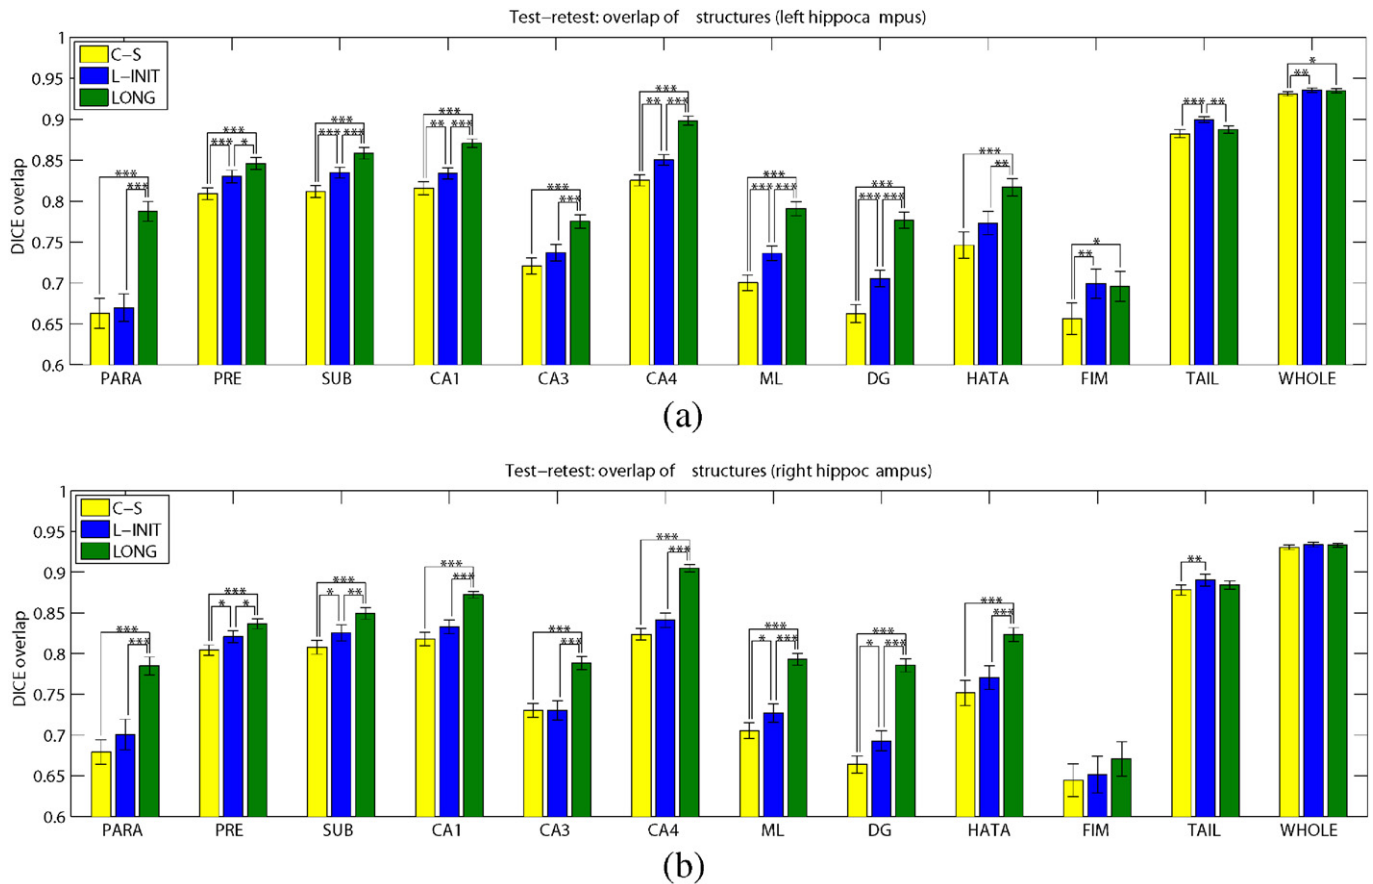 Test−retest: overlap of structures (left hippoca mpus)
1
C−S
L−INIT
LONG
0.95
0.9
0.85
0.8
0.75
0.7
0.65
0.6
DICE overlap
*** ***
*** *** *
*** *** ***
*** ** ***
*** ***
*** ** ***
*** *** ***
*** *** ***
*** **
* **
*** **
* **
PARA PRE SUB CA1 CA3 CA4 ML DG HATA FIM TAIL WHOLE
(a)
Test−retest: overlap of structures (right hippoc ampus)
1
C−S
L−INIT
LONG
0.95
0.9
0.85
0.8
0.75
0.7
0.65
0.6
DICE overlap
*** ***
*** * *
*** * **
*** ***
*** ***
*** ***
*** * ***
*** * ***
*** ***
**
PARA PRE SUB CA1 CA3 CA4 ML DG HATA FIM TAIL WHOLE
(b)